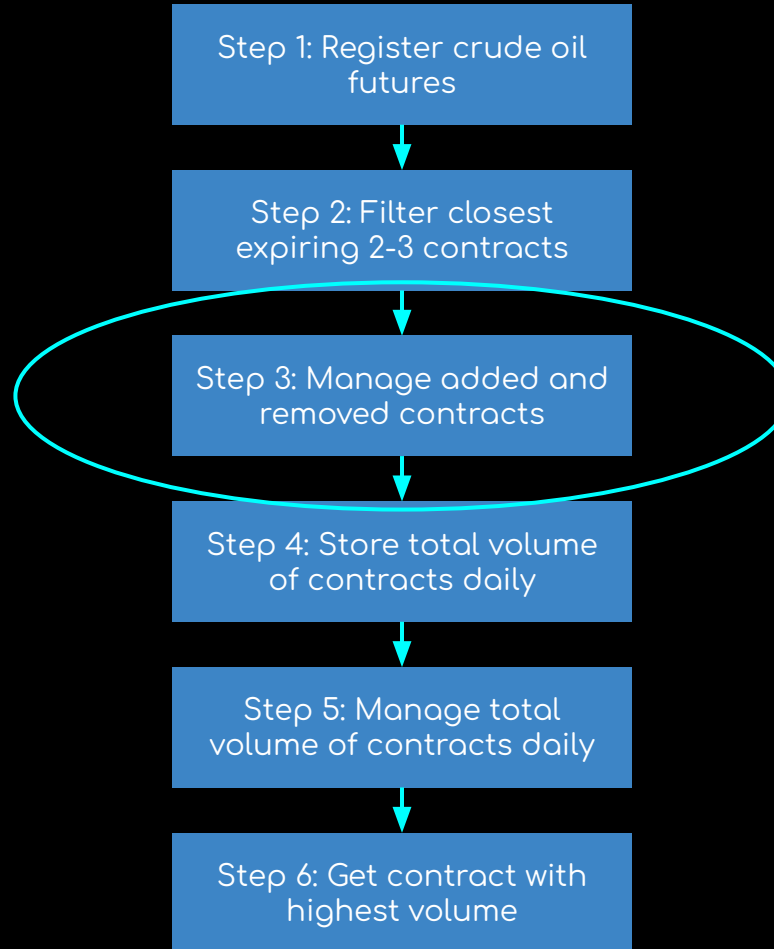 Step 1: Register crude oil
futures
Step 2: Filter closest
expiring 2-3 contracts
Step 3: Manage added and
removed contracts
Step 4: Store total volume
of contracts daily
Step 5: Manage total
volume of contracts daily
Step 6: Get contract with
highest volume